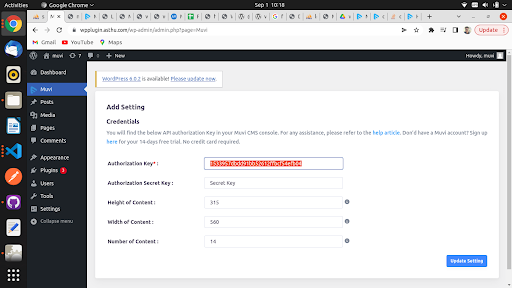 Activities
Google Chrome
Sep 1 10:18
wpplugin.aschs.com/wp-admin/admin.php?page=Muvi
Update
Gmail
YouTube
Maps
muvi
7
0
New
Howdy, muvi
Dashboard
Muvi
Posts
Media
Pages
Comments
Appearance
Plugins 3
Users
Tools
Settings
Collapse menu
WordPress 6.0.2 is available! Please update now.
Add Setting
Credentials
You will find the below API authorization Key in your Muvi CMS console. For any assistance, please refer to the help article. Don'd have a Muvi account? Sign up
here for your 14-days free trial. No credit card required.
Authorization Key* :
Authorization Secret Key :
Secret Key
Height of Content :
315
Width of Content :
560
Number of Content :
14
Update Setting